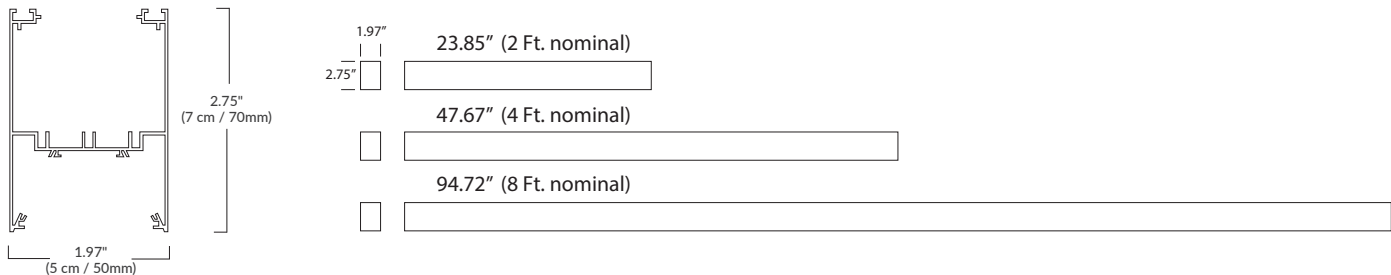 2.75"
(7 cm / 70mm)
1.97"
(5 cm / 50mm)
1.97”
2.75”
23.85” (2 Ft. nominal)
47.67” (4 Ft. nominal)
94.72” (8 Ft. nominal)